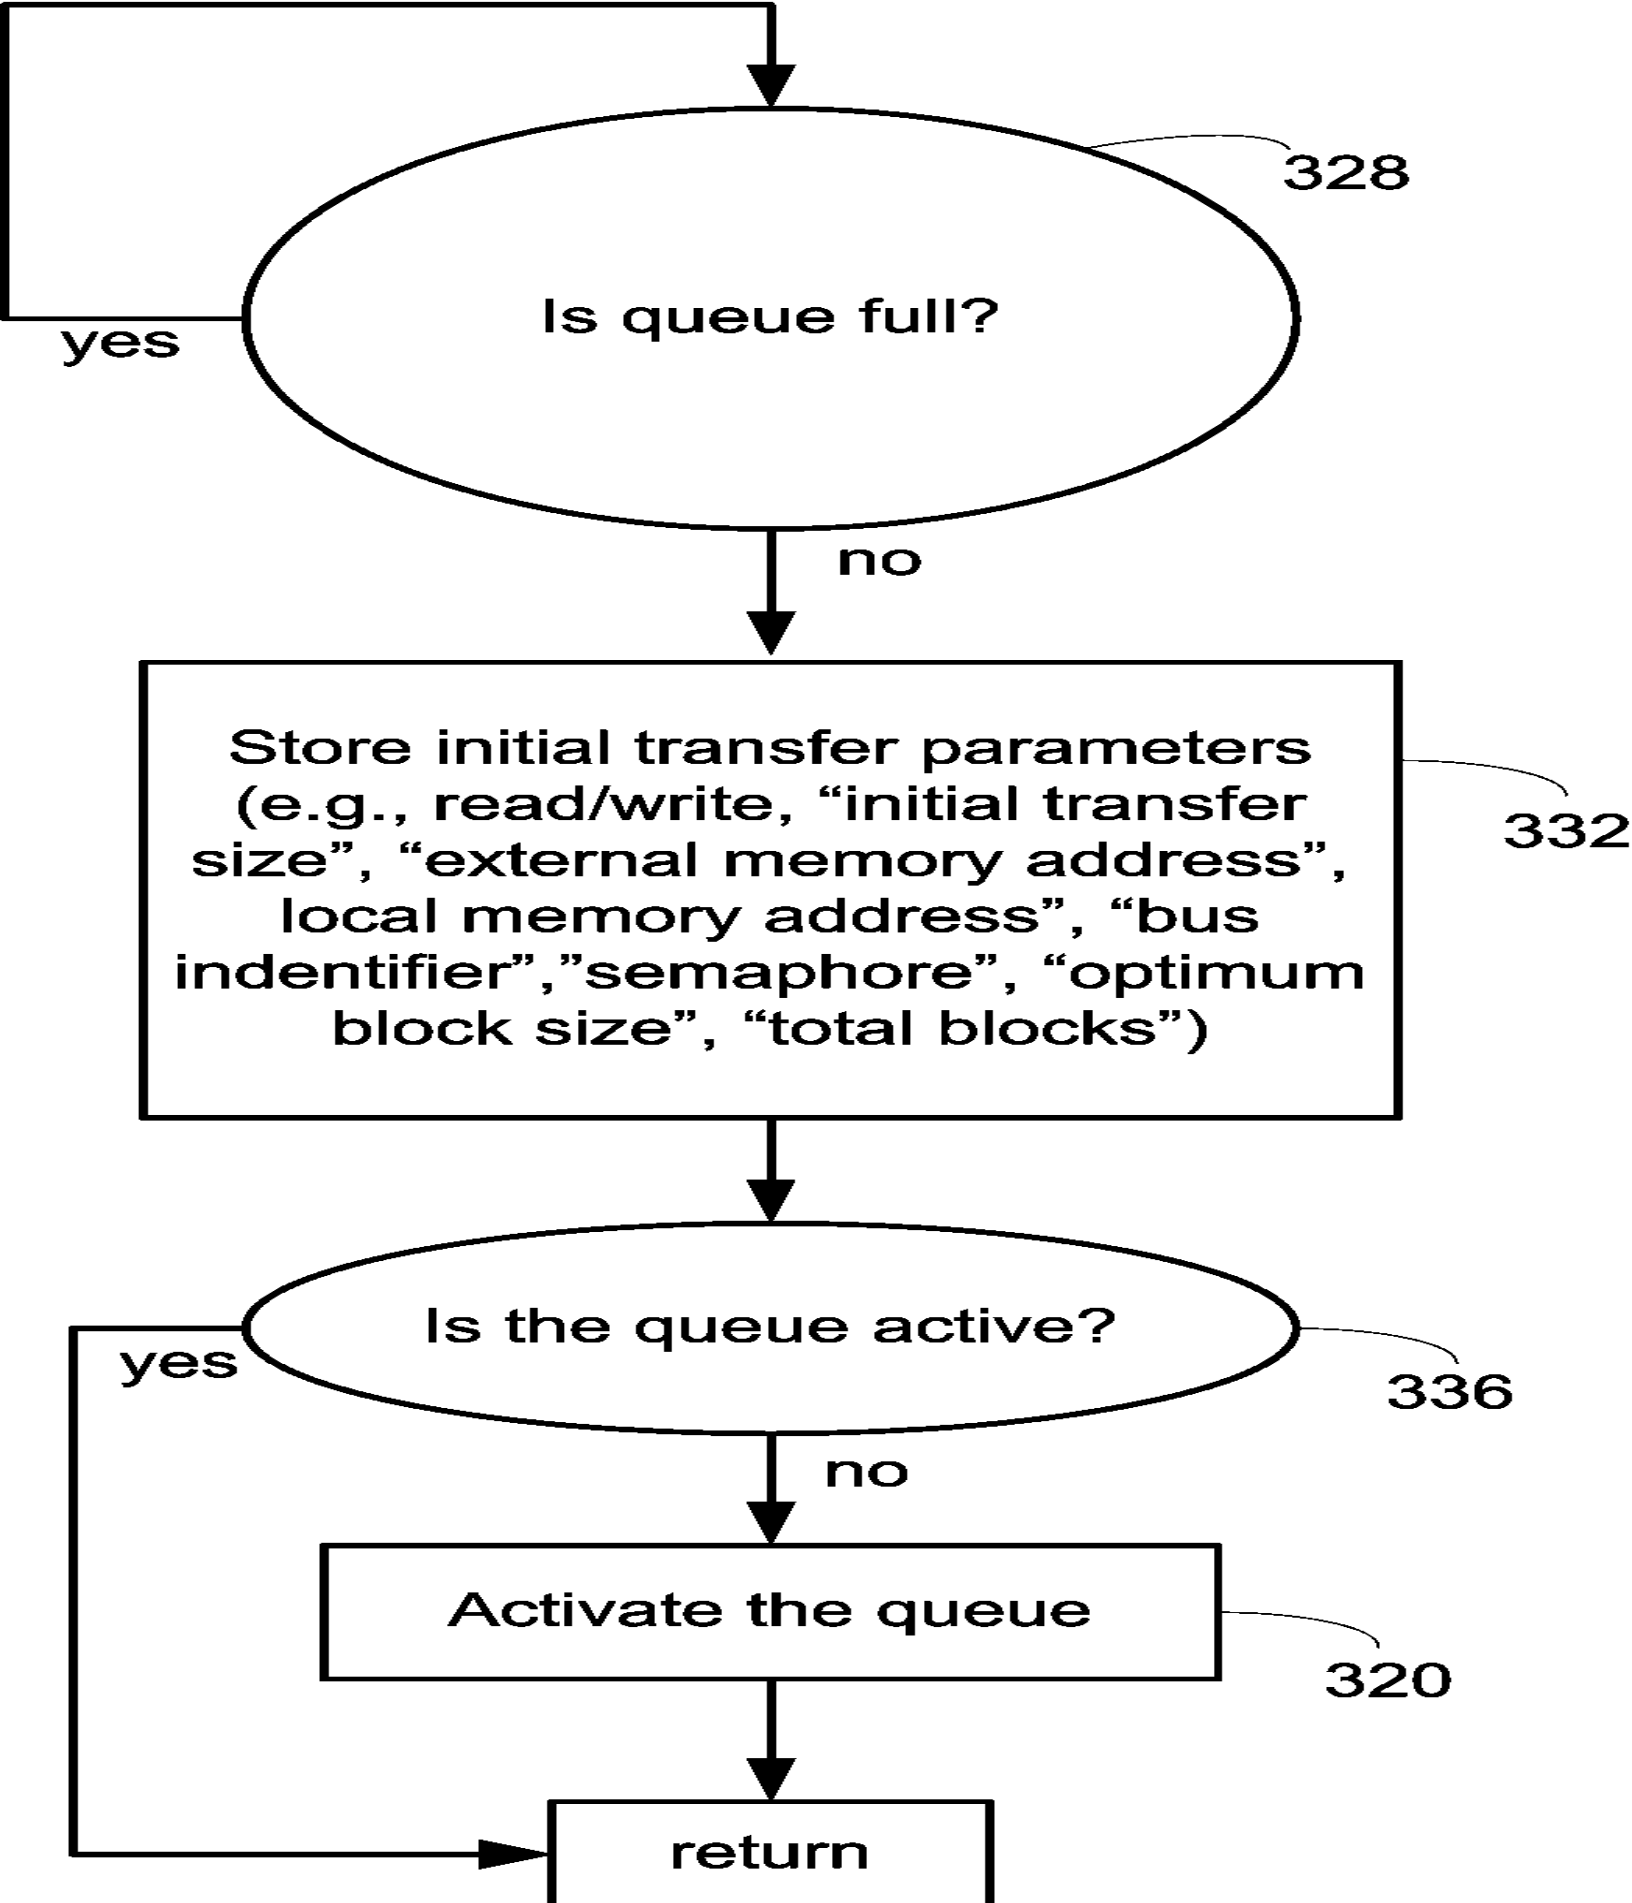 328
Is queue full?
yes
no
Store initial transfer parameters
(e.g., read/write, “initial transfer
size”, “external memory address”,
local memory address”, “bus
indentifier”,”semaphore”, “optimum
block size”, “total blocks”)
332
Is the queue active?
yes
336
no
Activate the queue
320
return